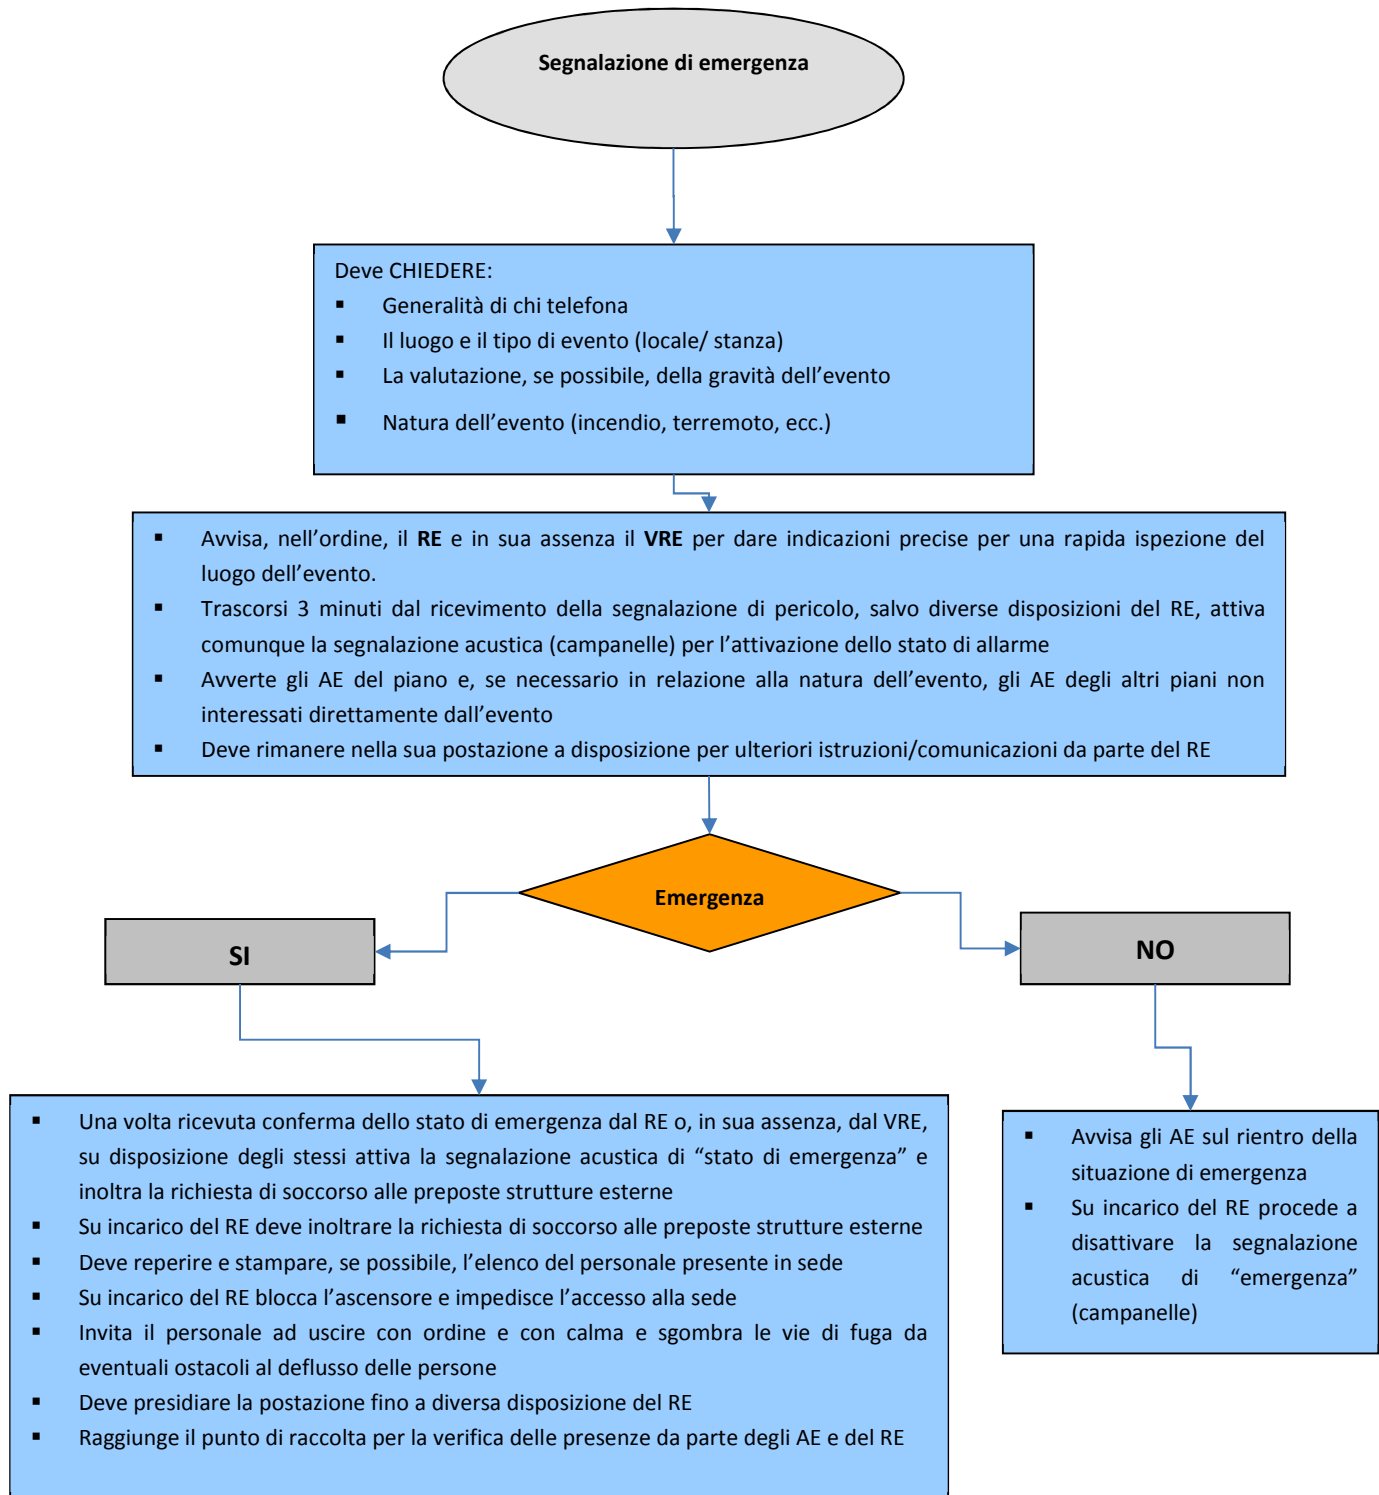 Segnalazione di emergenza
Deve CHIEDERE:
▪ Generalità di chi telefona
▪ Il luogo e il tipo di evento (locale/ stanza)
▪ La valutazione, se possibile, della gravità dell’evento
▪ Natura dell’evento (incendio, terremoto, ecc.)
▪ Avvisa, nell’ordine, il RE e in sua assenza il VRE per dare indicazioni precise per una rapida ispezione del
luogo dell’evento.
▪ Trascorsi 3 minuti dal ricevimento della segnalazione di pericolo, salvo diverse disposizioni del RE, attiva
comunque la segnalazione acustica (campanelle) per l’attivazione dello stato di allarme
▪ Avverte gli AE del piano e, se necessario in relazione alla natura dell’evento, gli AE degli altri piani non
interessati direttamente dall’evento
▪ Deve rimanere nella sua postazione a disposizione per ulteriori istruzioni/comunicazioni da parte del RE
Emergenza
SI
NO
▪ Una volta ricevuta conferma dello stato di emergenza dal RE o, in sua assenza, dal VRE,
su disposizione degli stessi attiva la segnalazione acustica di “stato di emergenza” e
inoltra la richiesta di soccorso alle preposte strutture esterne
▪ Su incarico del RE deve inoltrare la richiesta di soccorso alle preposte strutture esterne
▪ Deve reperire e stampare, se possibile, l’elenco del personale presente in sede
▪ Su incarico del RE blocca l’ascensore e impedisce l’accesso alla sede
▪ Invita il personale ad uscire con ordine e con calma e sgombra le vie di fuga da
eventuali ostacoli al deflusso delle persone
▪ Deve presidiare la postazione fino a diversa disposizione del RE
▪ Raggiunge il punto di raccolta per la verifica delle presenze da parte degli AE e del RE
▪ Avvisa gli AE sul rientro della
situazione di emergenza
▪ Su incarico del RE procede a
disattivare la segnalazione
acustica di “emergenza”
(campanelle)